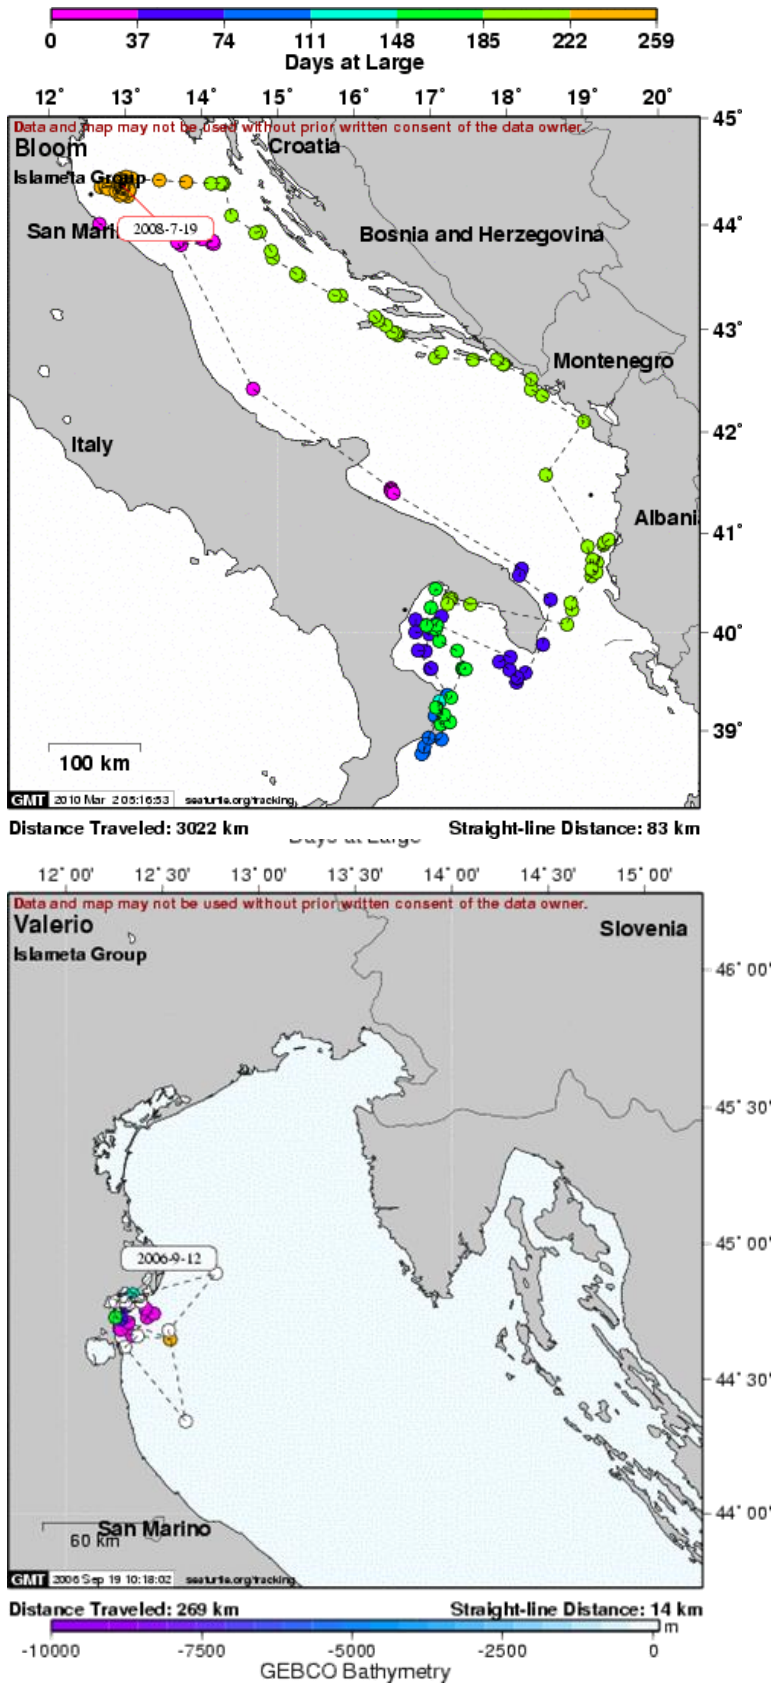 0 37 74 111 148 185 222 259
Days at Large
12˚ 13˚ 14˚ 15˚ 16˚ 17˚ 18˚ 19˚ 20˚
45˚
Data and map may not be used without prior written consent of the data owner.
Bloom
Croatia
Islameta Group
44˚
2008-7-19
San Mari
Bosnia and Herzegovina
43˚
Montenegro
42˚
Italy
41˚
Albani
40˚
39˚
100 km
GMT 2010 Mar 2 05:16:53 seaturtle.org/tracking
Distance Traveled: 3022 km Straight-line Distance: 83 km
Days at Large
12˚00' 12˚30' 13˚00' 13˚30' 14˚00' 14˚30' 15˚00'
Data and map may not be used without prior written consent of the data owner.
Valerio
Slovenia
Islameta Group
46˚00'
45˚30'
45˚00'
2006-9-12
44˚30'
44˚00'
San Marino
60 km
GMT 2006 Sep 19 10:18:02 seaturtle.org/tracking
Distance Traveled: 269 km Straight-line Distance: 14 km
m
-10000 -7500 -5000 -2500 0
GEBCO Bathymetry